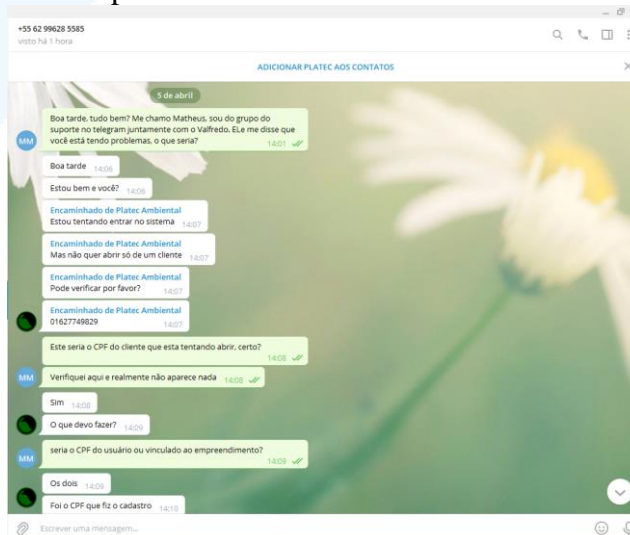 +55 62 99628 5585
visto há 1 hora
ADICIONAR PLATEC AOS CONTATOS
5 de abril
Boa tarde, tudo bem? Me chamo Matheus, sou do grupo do
suporte no telegram juntamente com o Valfredo. ELe me disse que
você está tendo problemas, o que seria?
14:01
MM
Boa tarde 14:06
Estou bem e você? 14:06
Encaminhado de Platec Ambiental
Estou tentando entrar no sistema 14:07
Encaminhado de Platec Ambiental
Mas não quer abrir só de um cliente 14:07
Encaminhado de Platec Ambiental
Pode verificar por favor? 14:07
Encaminhado de Platec Ambiental
01627749829 14:07
Este seria o CPF do cliente que esta tentando abrir, certo?
14:08
Verifiquei aqui e realmente não aparece nada 14:08
MM
Sim 14:08
O que devo fazer? 14:09
seria o CPF do usuário ou vinculado ao empreendimento?
14:09
MM
Os dois 14:09
Foi o CPF que fiz o cadastro 14:10
Escrever uma mensagem...